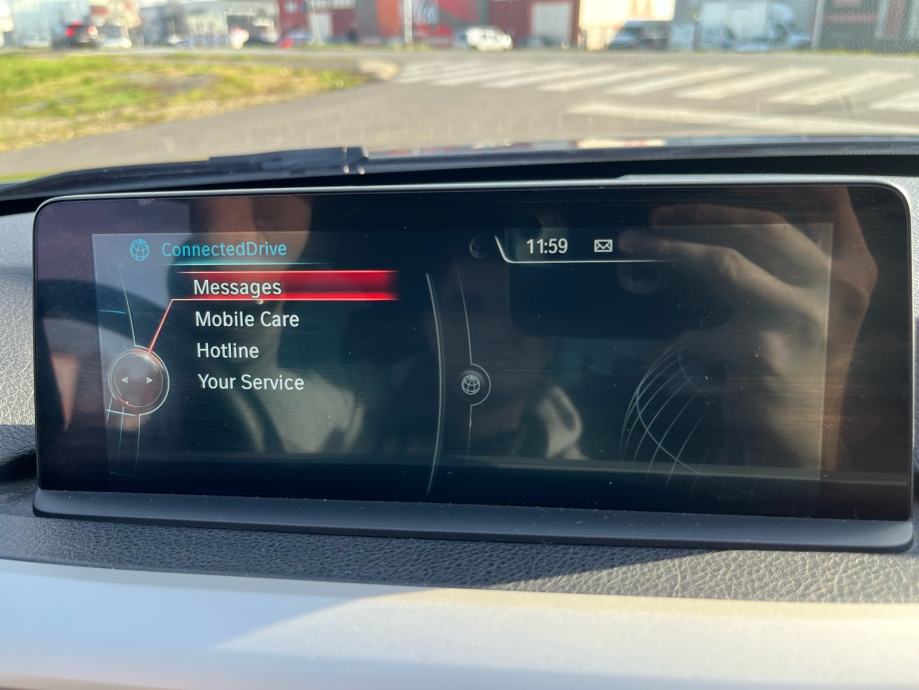 ConnectedDrive
11:59
Messages
Mobile Care
Hotline
Your Service